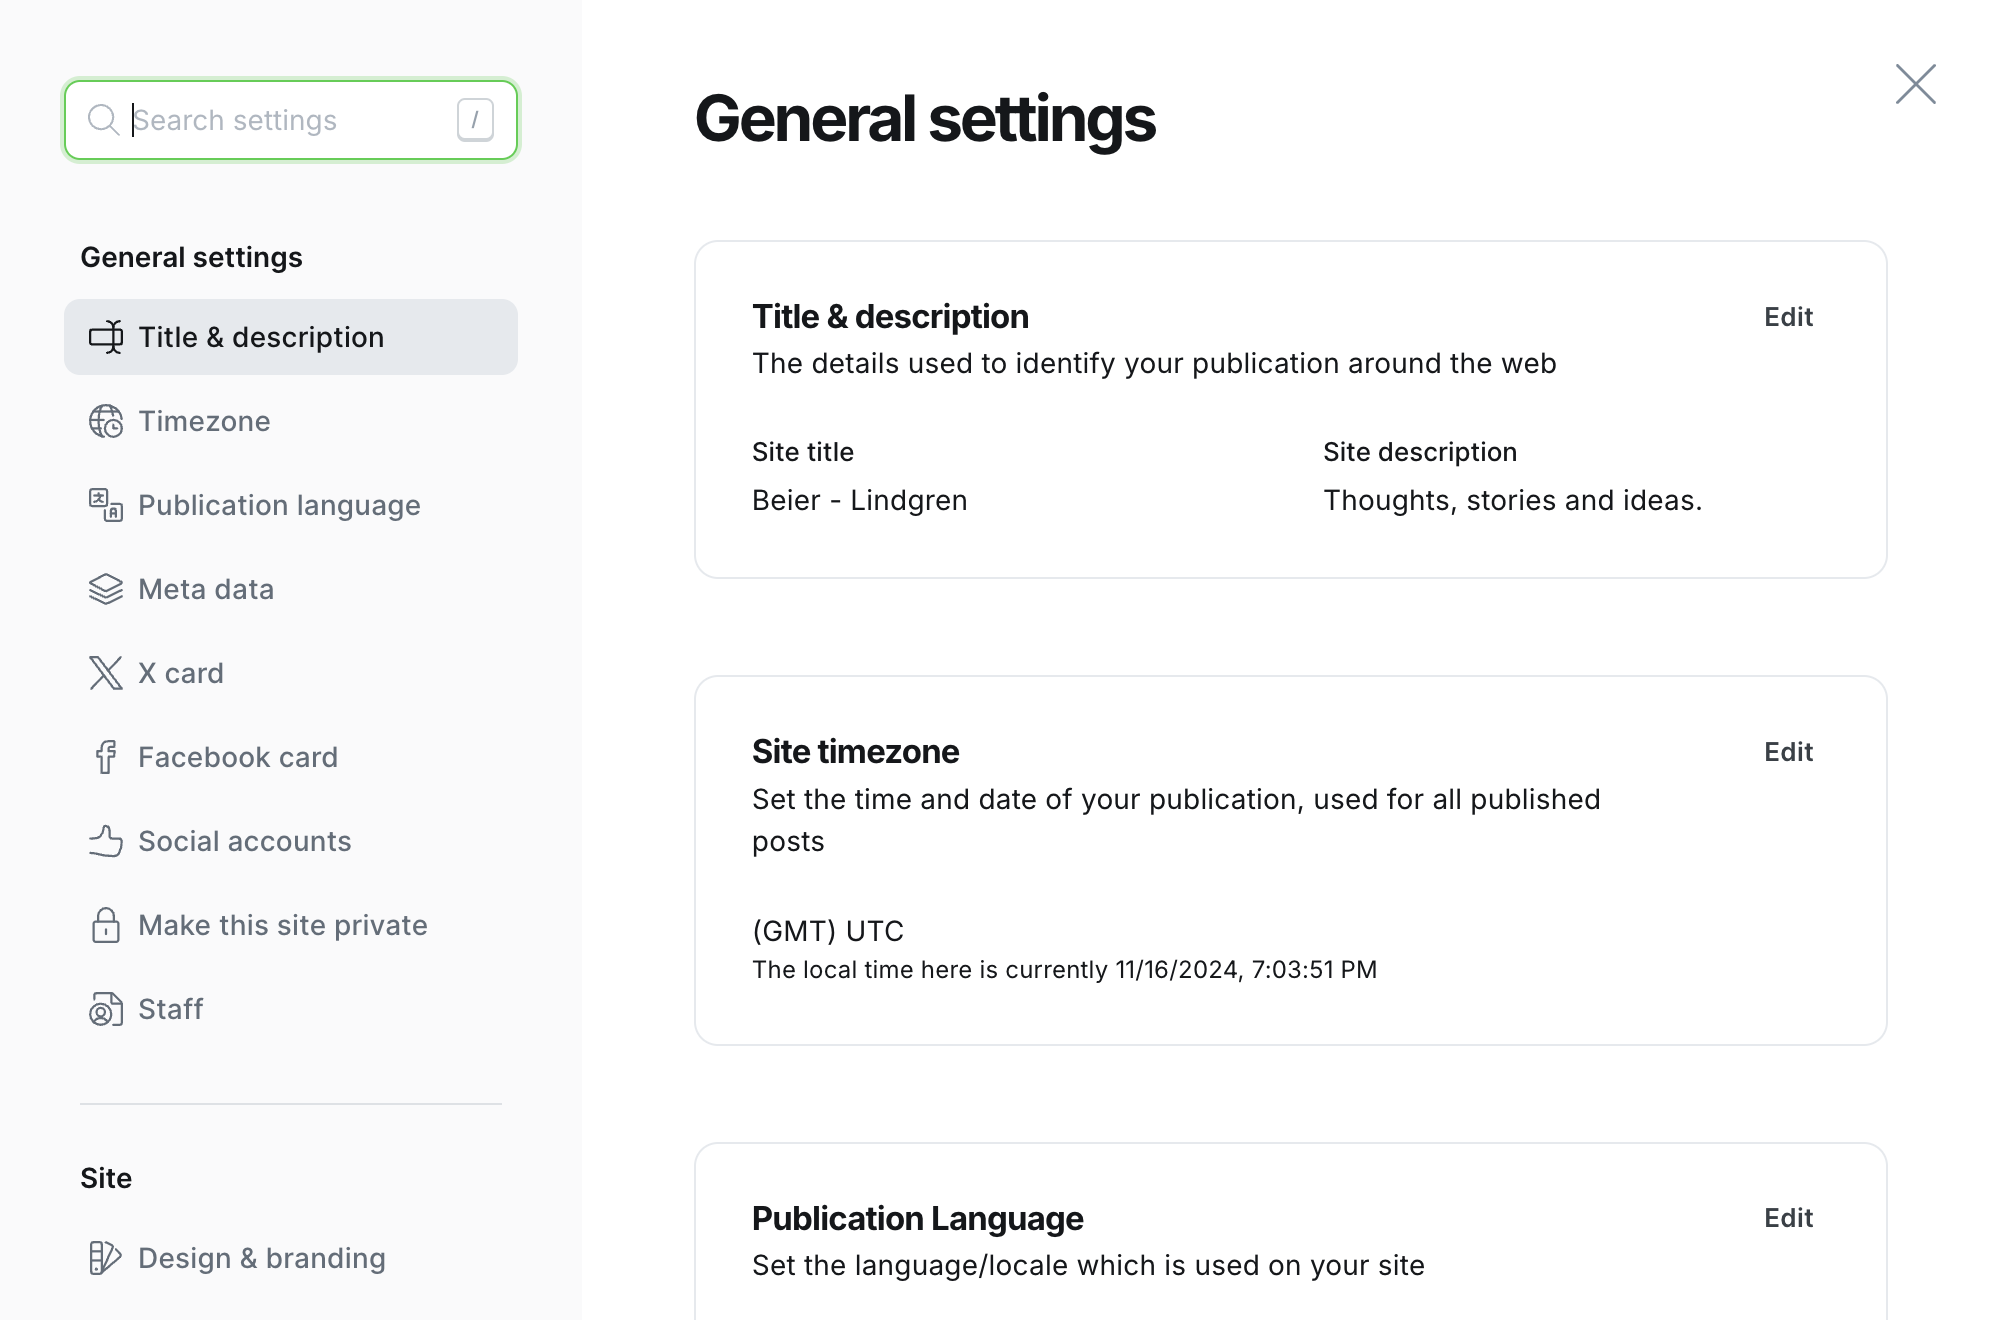 Search settings /
General settings
Title & description
Timezone
Publication language
Meta data
X card
Facebook card
Social accounts
Make this site private
Staff
Site
Design & branding
General settings
Title & description Edit
The details used to identify your publication around the web
Site title Site description
Beier - Lindgren Thoughts, stories and ideas.
Site timezone Edit
Set the time and date of your publication, used for all published
posts
(GMT) UTC
The local time here is currently 11/16/2024, 7:03:51 PM
Publication Language Edit
Set the language/locale which is used on your site